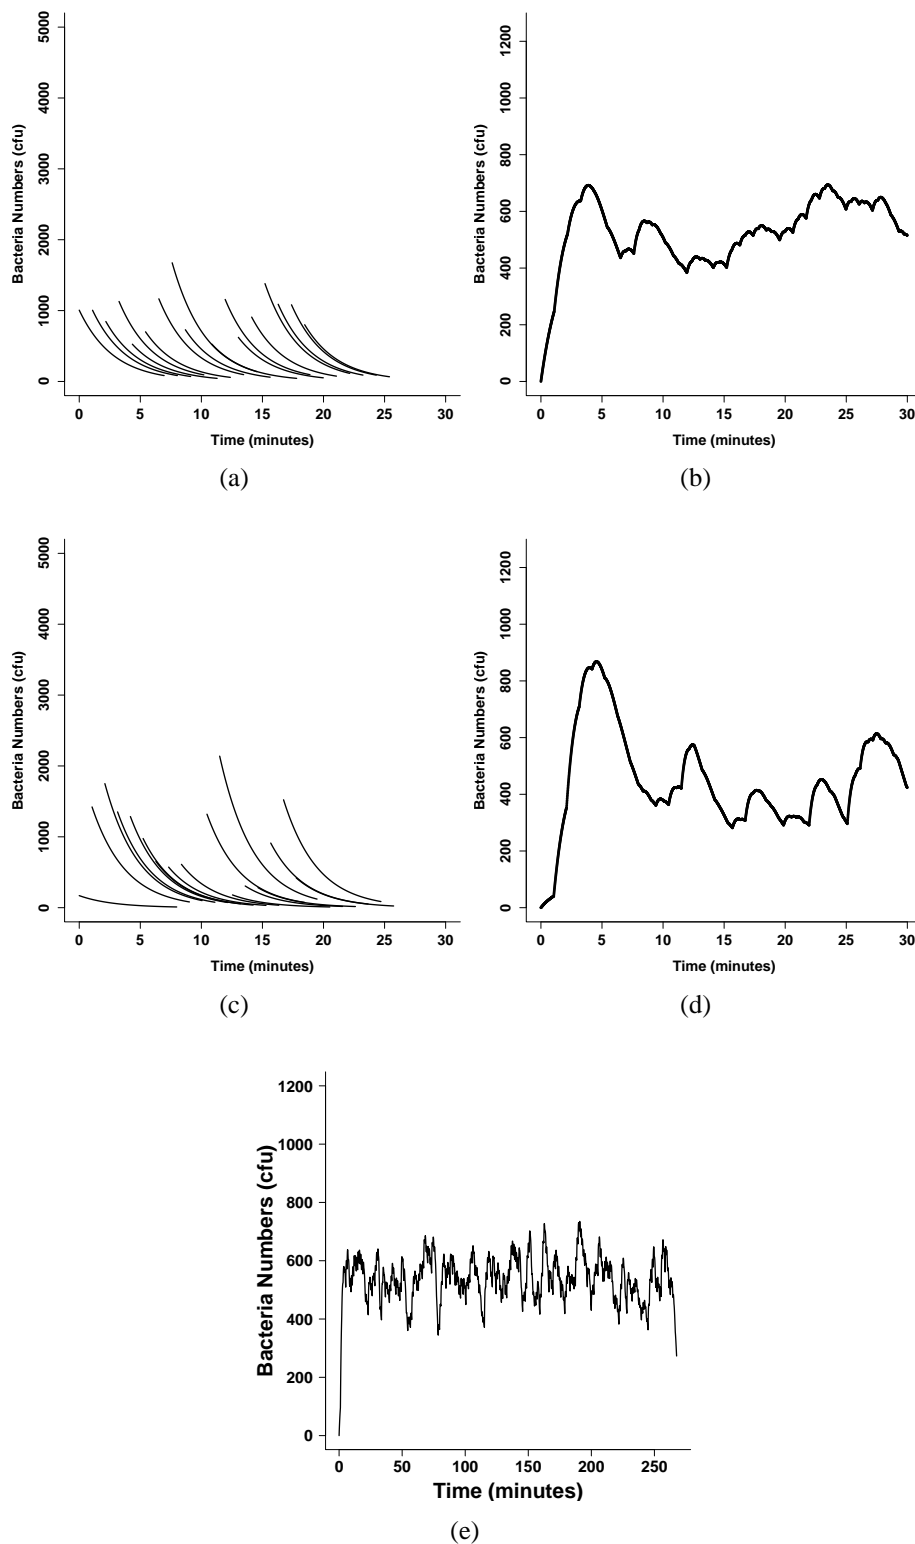 5000
4000
3000
2000
1000
0
Bacteria Numbers (cfu)
0 5 10 15 20 25 30
Time (minutes)
(a)
1200
1000
800
600
400
200
0
Bacteria Numbers (cfu)
0 5 10 15 20 25 30
Time (minutes)
(b)
5000
4000
3000
2000
1000
0
Bacteria Numbers (cfu)
0 5 10 15 20 25 30
Time (minutes)
(c)
1200
1000
800
600
400
200
0
Bacteria Numbers (cfu)
0 5 10 15 20 25 30
Time (minutes)
(d)
1200
1000
800
600
400
200
0
Bacteria Numbers (cfu)
0 50 100 150 200 250
Time (minutes)
(e)